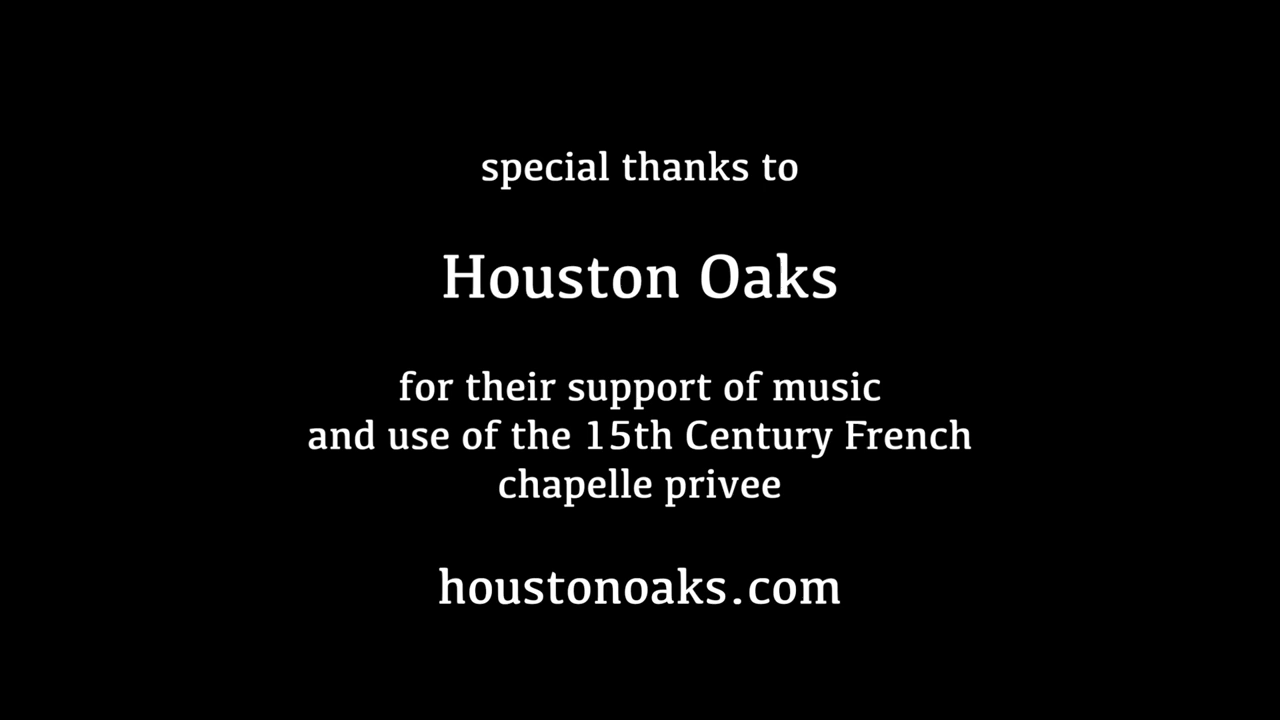 special thanks to
Houston Oaks
for their support of music
and use of the 15th Century French
chapelle privee
houstonoaks.com